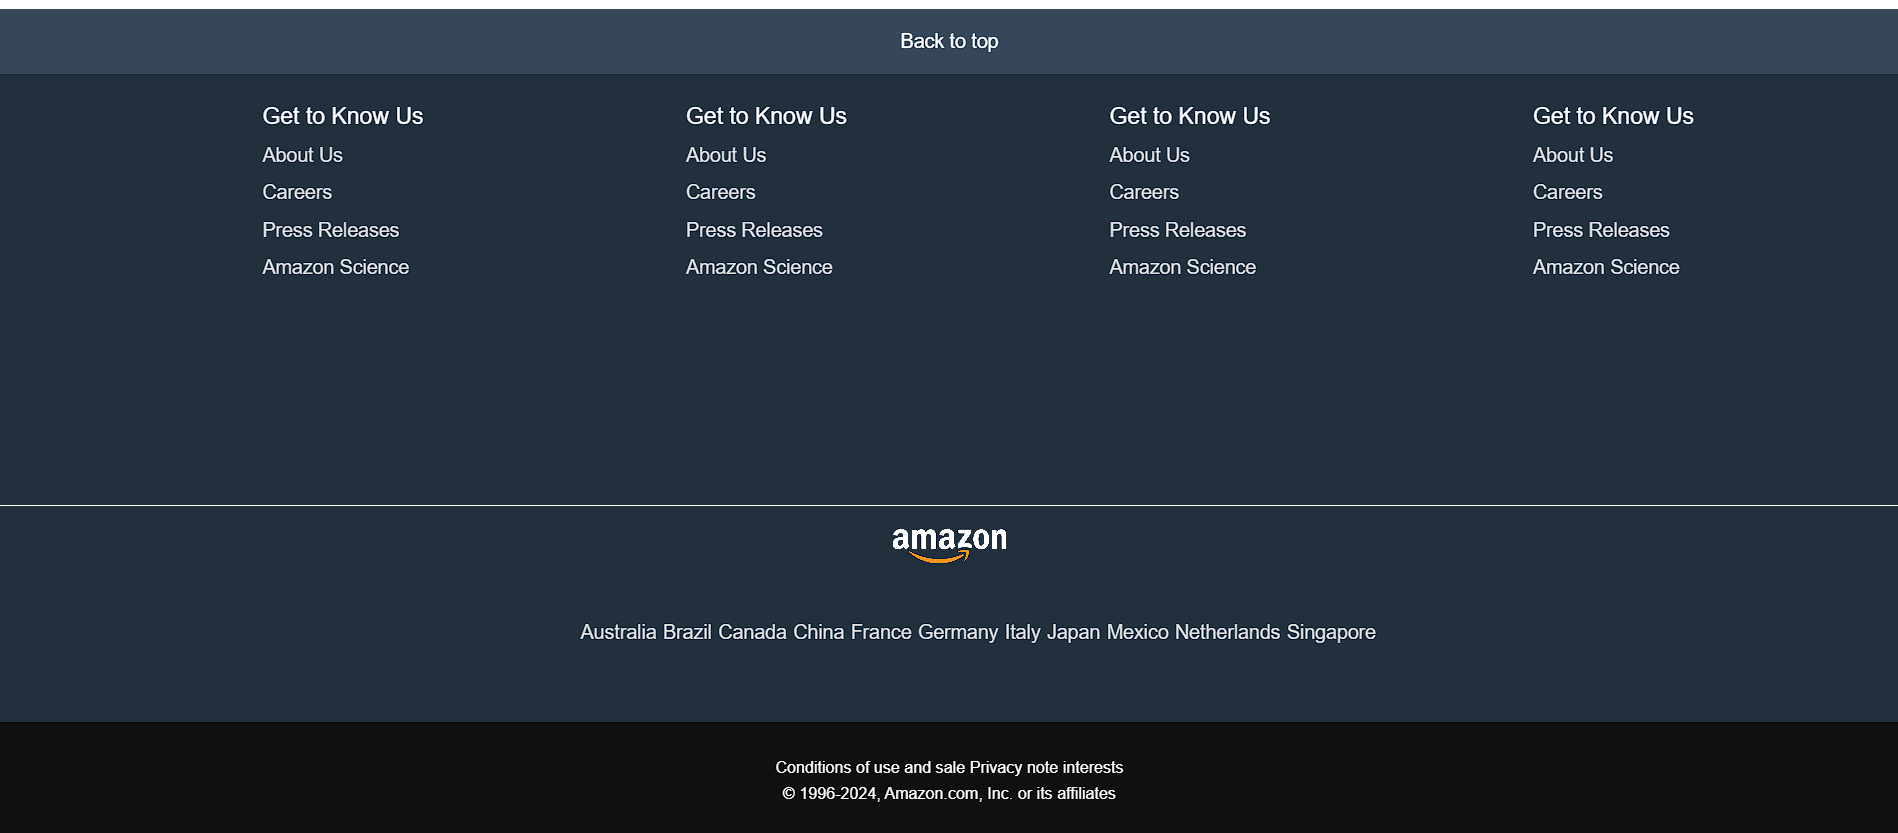 Back to top
Get to Know Us
About Us
Careers
Press Releases
Amazon Science
Get to Know Us
About Us
Careers
Press Releases
Amazon Science
Get to Know Us
About Us
Careers
Press Releases
Amazon Science
Get to Know Us
About Us
Careers
Press Releases
Amazon Science
amazon
Australia Brazil Canada China France Germany Italy Japan Mexico Netherlands Singapore
Conditions of use and sale Privacy note interests
© 1996-2024, Amazon.com, Inc. or its affiliates